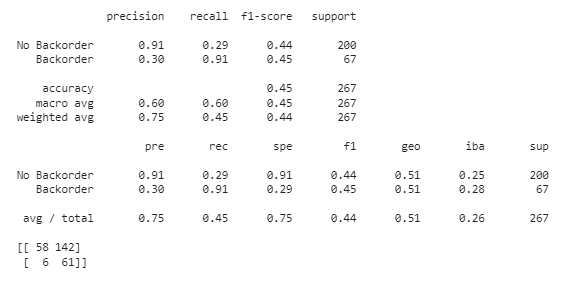 precision recall f1-score support
No Backorder 0.91 0.29 0.44 200
Backorder 0.30 0.91 0.45 67
accuracy 0.45 267
macro avg 0.60 0.60 0.45 267
weighted avg 0.75 0.45 0.44 267
pre rec spe f1 geo iba sup
No Backorder 0.91 0.29 0.91 0.44 0.51 0.25 200
Backorder 0.30 0.91 0.29 0.45 0.51 0.28 67
avg / total 0.75 0.45 0.75 0.44 0.51 0.26 267
[[ 58 142]
[ 6 61]]